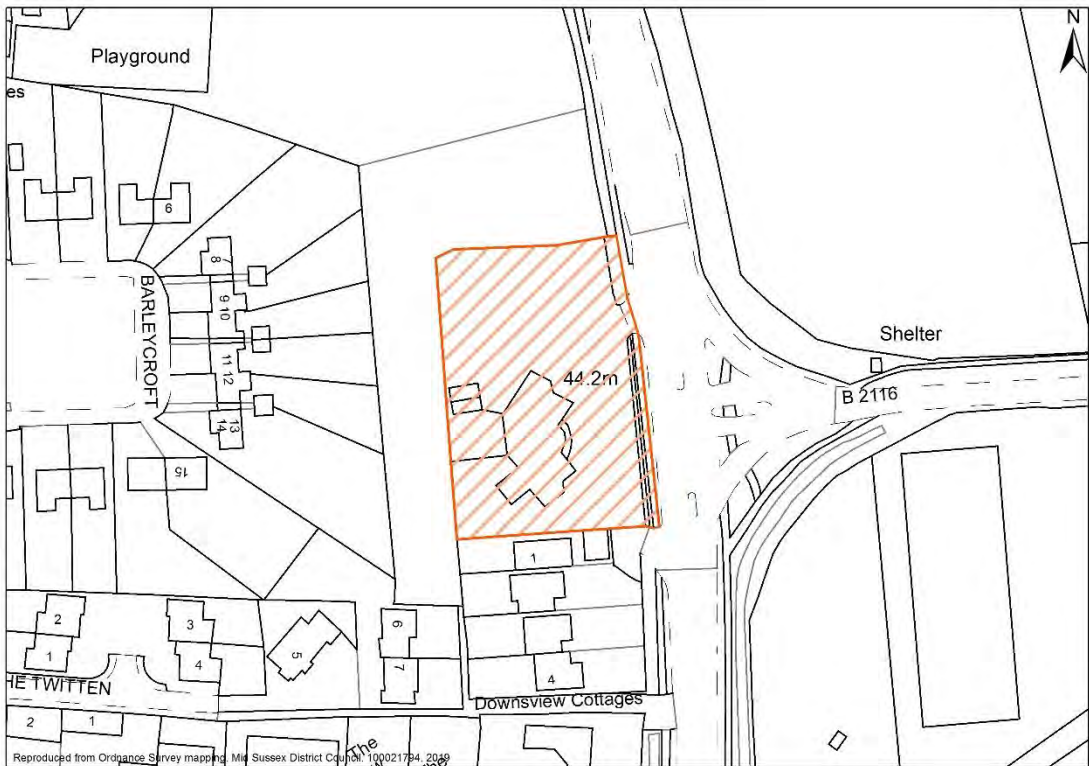 N
Playground
es
6
8
9 10
11 12
13
14
15
BARLEYCROFT
44.2m
Shelter
B 2116
1
2
1
3
4
5
6
7
4
HE TWITTEN
Downsview Cottages
2
1
The
Reproduced from Ordnance Survey mapping. Mid Sussex District Council. 100021794. 2019